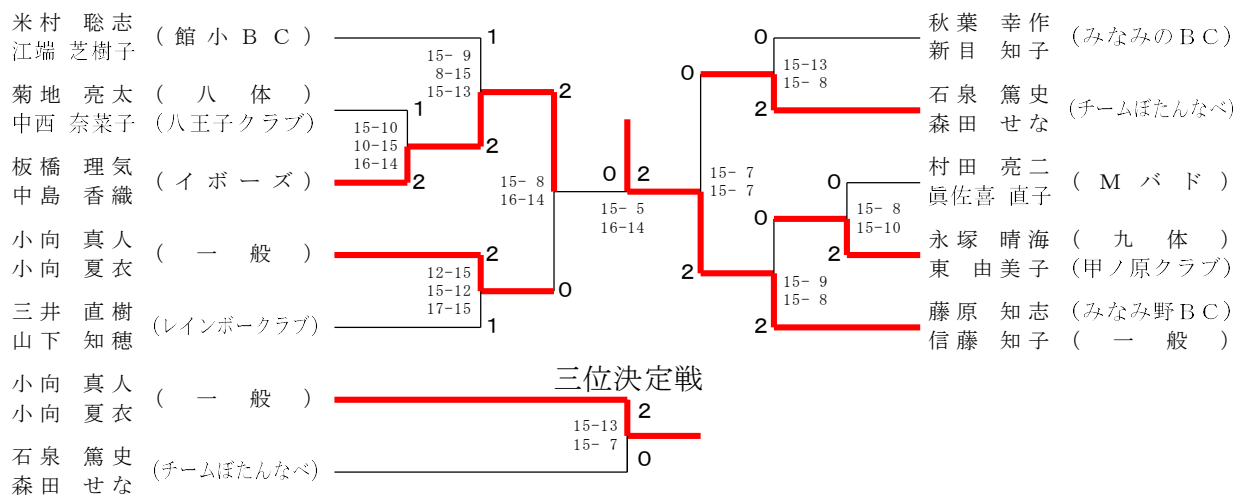 米村 聡志
江端 芝樹子
(館小BC)
菊地 亮太
中西 奈菜子
(八体)
(八王子クラブ)
板橋 理気
中島 香織
(イボーズ)
小向 真人
小向 夏衣
(一般)
三井 直樹
山下 知穂
(レインボークラブ)
1
15- 9
8-15
15-13
2
1
15-10
10-15
16-14
2
2
2
12-15
15-12
17-15
1
0
15- 8
16-14
0
2
15- 5
16-14
0
15- 7
15- 7
2
0
15-13
15- 8
2
0
15- 8
15-10
2
0
15- 9
15- 8
2
秋葉 幸作
新目 知子
(みなみのBC)
石泉 篤史
森田 せな
(チームぼたんなべ)
村田 亮二
眞佐喜 直子
(Mバド)
永塚 晴海
東 由美子
(九体)
(甲ノ原クラブ)
藤原 知志
信藤 知子
(みなみ野BC)
(一般)
三位決定戦
小向 真人
小向 夏衣
(一般)
石泉 篤史
森田 せな
(チームぼたんなべ)
2
15-13
15- 7
0